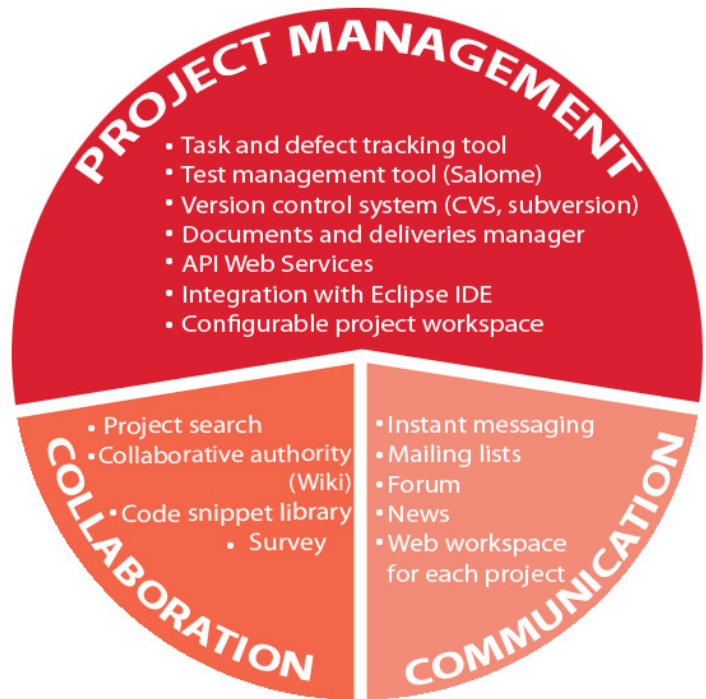 PROJECT MANAGEMENT
• Task and defect tracking tool
• Test management tool (Salome)
• Version control system (CVS, subversion)
• Documents and deliveries manager
• API Web Services
• Integration with Eclipse IDE
• Configurable project workspace
COLLABORATION
• Project search
• Collaborative authority
(Wiki)
• Code snippet library
• Survey
COMMUNICATION
• Instant messaging
• Mailing lists
• Forum
• News
• Web workspace
for each project